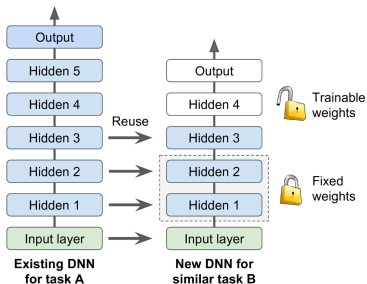 Output
Hidden 5
Hidden 4
Hidden 3
Hidden 2
Hidden 1
Input layer
Existing DNN
for task A
Reuse
Output
Hidden 4
Hidden 3
Hidden 2
Hidden 1
Input layer
New DNN for
similar task B
Trainable
weights
Fixed
weights